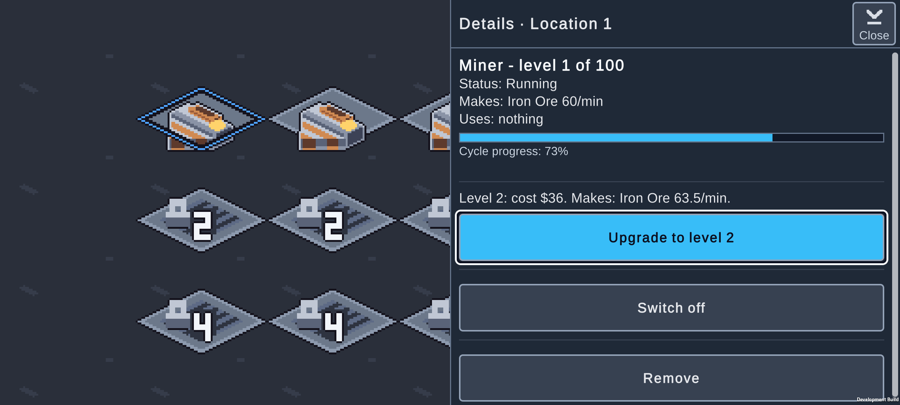 Details · Location 1
Close
Miner - level 1 of 100
Status: Running
Makes: Iron Ore 60/min
Uses: nothing
Cycle progress: 73%
Level 2: cost $36. Makes: Iron Ore 63.5/min.
Upgrade to level 2
Switch off
Remove
2 2
4 4
Development Build